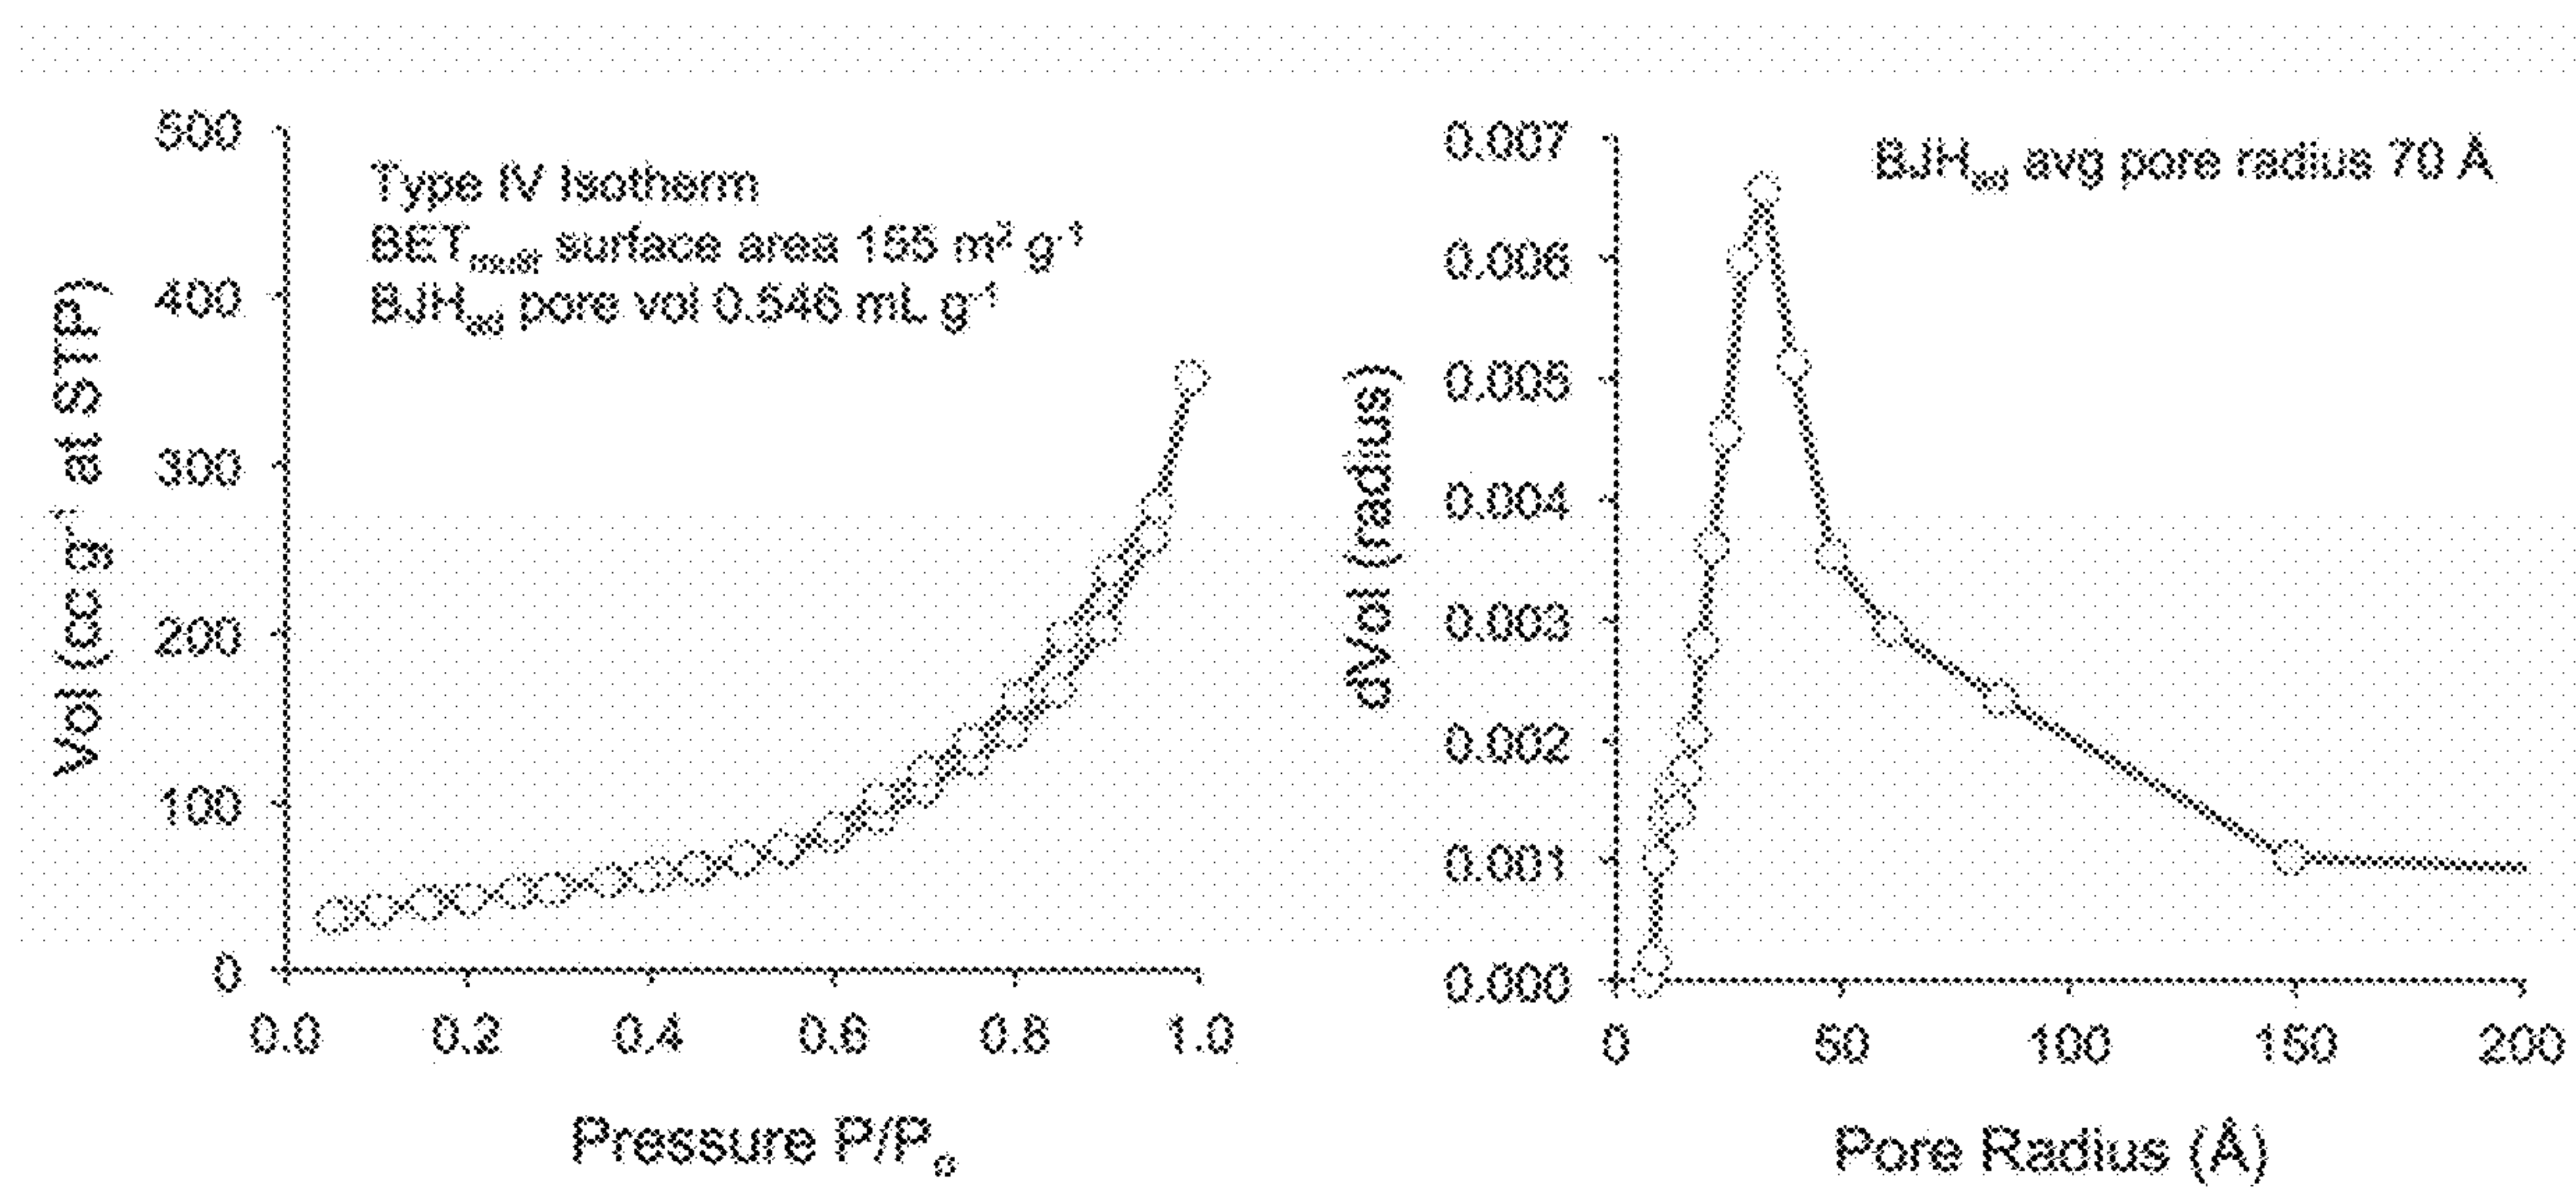 500
400
300
200
100
0
Vol (cc g⁻¹ at STP)
Type IV Isotherm
BET surface area 155 m² g⁻¹
BJH pore vol 0.546 mL g⁻¹
0.0 0.2 0.4 0.6 0.8 1.0
Pressure P/Pₒ
0.007
0.006
0.005
0.004
0.003
0.002
0.001
0.000
dVol (radius)
BJH avg pore radius 70 Å
0 50 100 150 200
Pore Radius (Å)